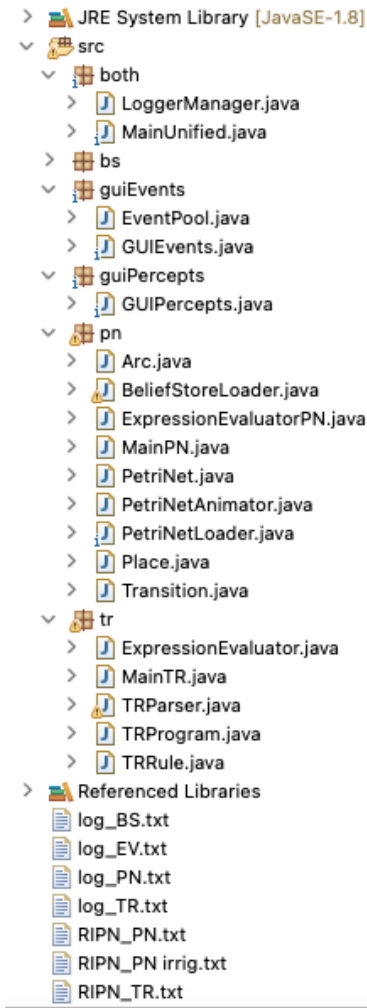 JRE System Library [JavaSE-1.8]
src
both
LoggerManager.java
MainUnified.java
bs
guiEvents
EventPool.java
GUIEvents.java
guiPercepts
GUIPercepts.java
pn
Arc.java
BeliefStoreLoader.java
ExpressionEvaluatorPN.java
MainPN.java
PetriNet.java
PetriNetAnimator.java
PetriNetLoader.java
Place.java
Transition.java
tr
ExpressionEvaluator.java
MainTR.java
TRParser.java
TRProgram.java
TRRule.java
Referenced Libraries
log_BS.txt
log_EV.txt
log_PN.txt
log_TR.txt
RIPN_PN.txt
RIPN_PN irrig.txt
RIPN_TR.txt